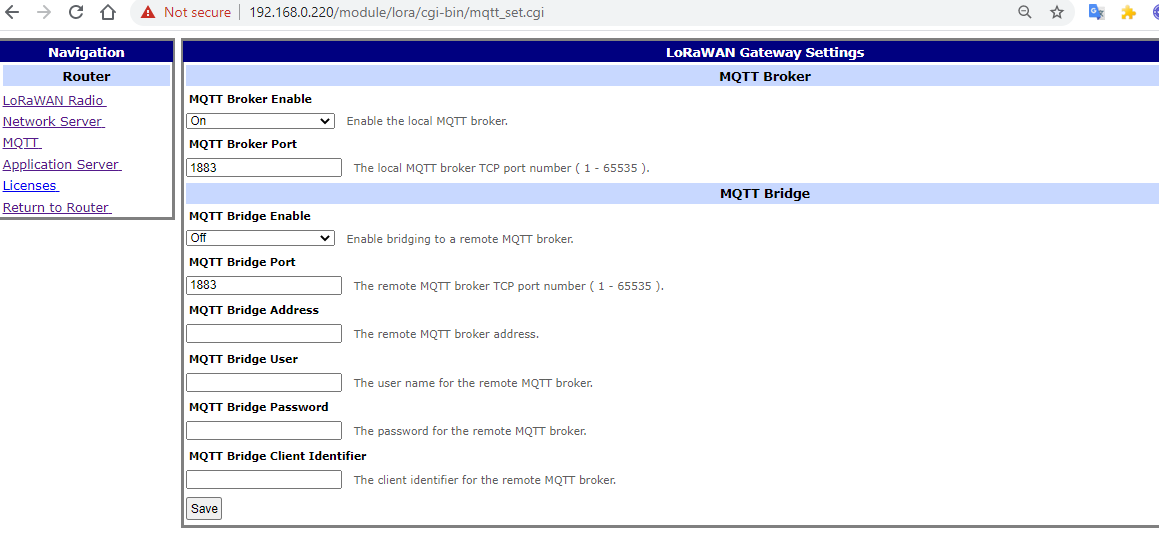 Not secure | 192.168.0.220/module/lora/cgi-bin/mqtt_set.cgi
Navigation
Router
LoRaWAN Radio
Network Server
MQTT
Application Server
Licenses
Return to Router
LoRaWAN Gateway Settings
MQTT Broker
MQTT Broker Enable
On Enable the local MQTT broker.
MQTT Broker Port
1883 The local MQTT broker TCP port number ( 1 - 65535 ).
MQTT Bridge
MQTT Bridge Enable
Off Enable bridging to a remote MQTT broker.
MQTT Bridge Port
1883 The remote MQTT broker TCP port number ( 1 - 65535 ).
MQTT Bridge Address
The remote MQTT broker address.
MQTT Bridge User
The user name for the remote MQTT broker.
MQTT Bridge Password
The password for the remote MQTT broker.
MQTT Bridge Client Identifier
The client identifier for the remote MQTT broker.
Save